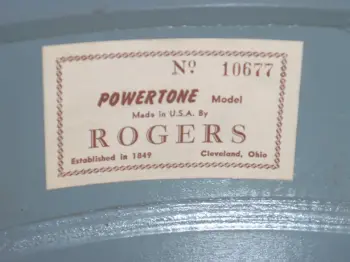 Nº 10677
POWERTONE Model
Made in U.S.A. By
ROGERS
Established in 1849 Cleveland, Ohio